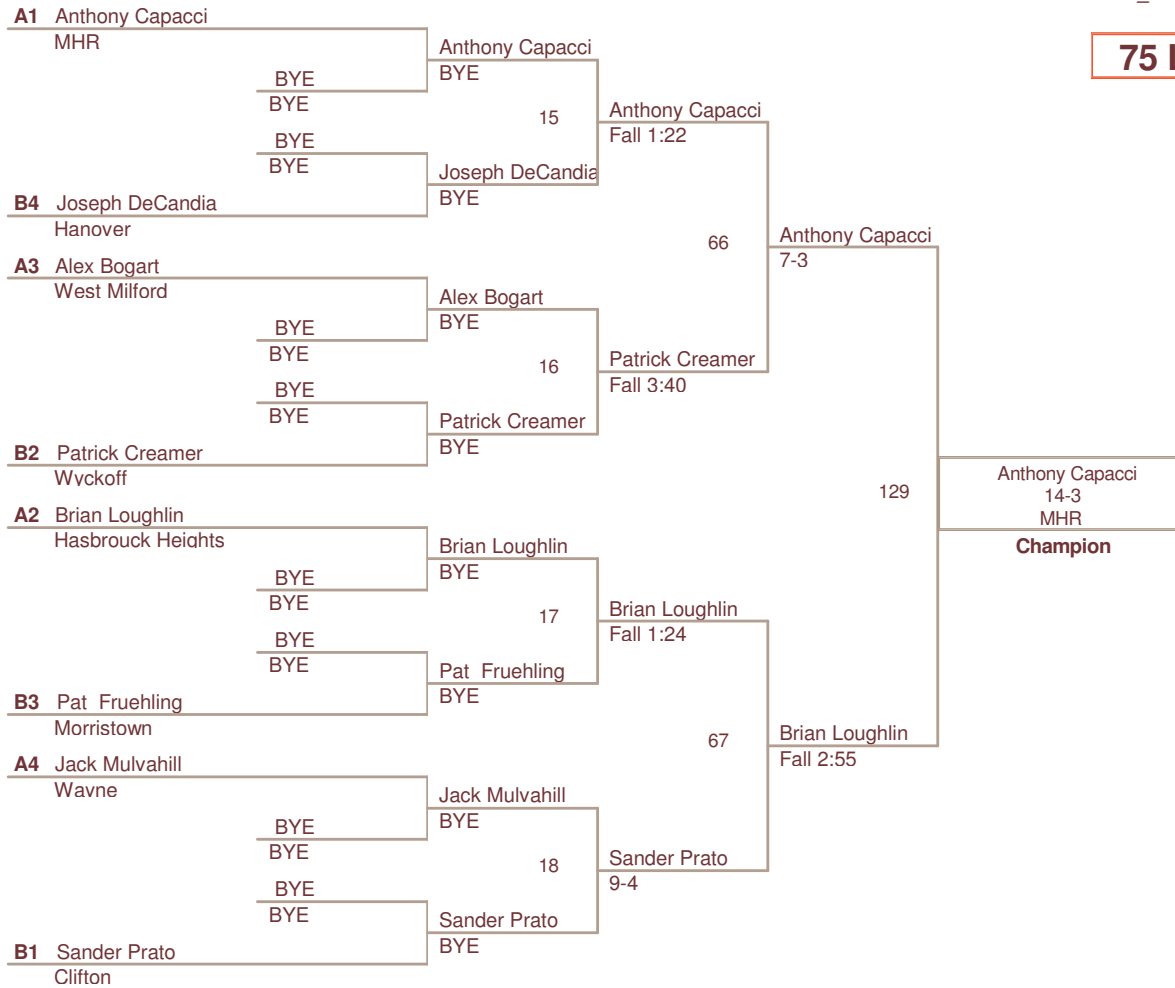 A1 Anthony Capacci
MHR
75
Anthony Capacci
BYE
BYE
BYE
15
Anthony Capacci
Fall 1:22
BYE
BYE
Joseph DeCandia
BYE
B4 Joseph DeCandia
Hanover
66
Anthony Capacci
7-3
A3 Alex Bogart
West Milford
Alex Bogart
BYE
BYE
BYE
16
Patrick Creamer
Fall 3:40
BYE
BYE
Patrick Creamer
BYE
B2 Patrick Creamer
Wyckoff
129
Anthony Capacci
14-3
MHR
Champion
A2 Brian Loughlin
Hasbrouck Heights
Brian Loughlin
BYE
BYE
BYE
17
Brian Loughlin
Fall 1:24
BYE
BYE
Pat Fruehling
BYE
B3 Pat Fruehling
Morristown
67
Brian Loughlin
Fall 2:55
A4 Jack Mulvahill
Wayne
Jack Mulvahill
BYE
BYE
BYE
18
Sander Prato
9-4
BYE
BYE
Sander Prato
BYE
B1 Sander Prato
Clifton